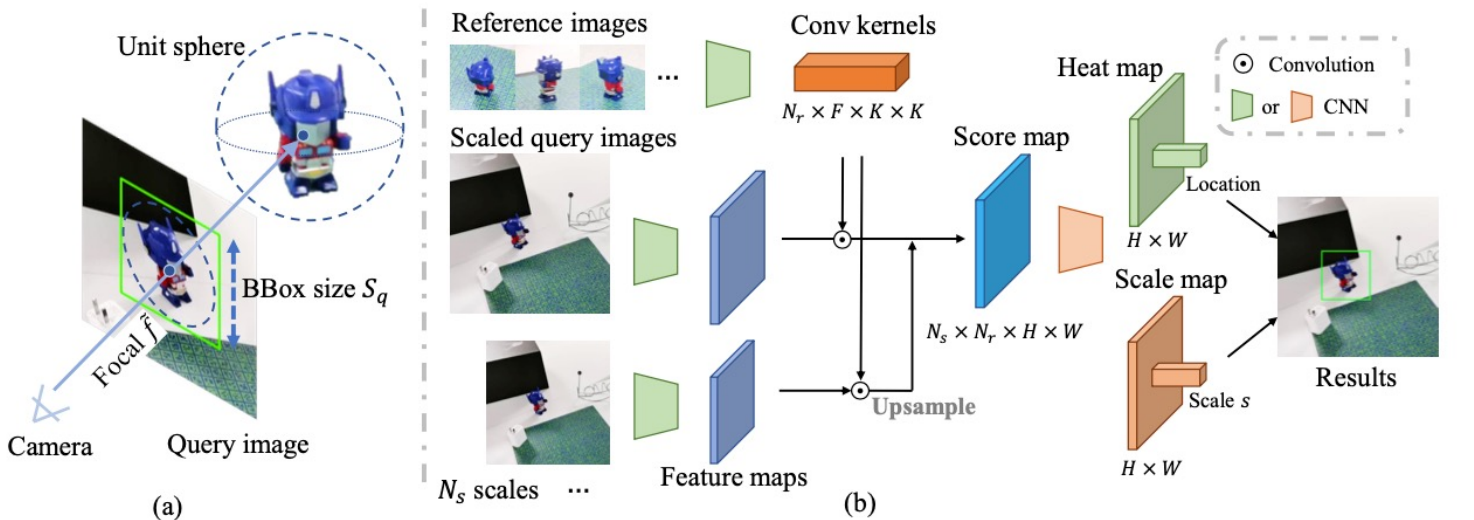 Unit sphere
BBox size $S_q$
Focal $\tilde{f}$
Camera
Query image
(a)
Reference images
...
Conv kernels
$N_r \times F \times K \times K$
Scaled query images
Score map
$N_s \times N_r \times H \times W$
Upsample
Feature maps
$N_s$ scales ...
(b)
Heat map
$H \times W$
Location
Scale map
$H \times W$
Scale $s$
Results
Convolution
or CNN